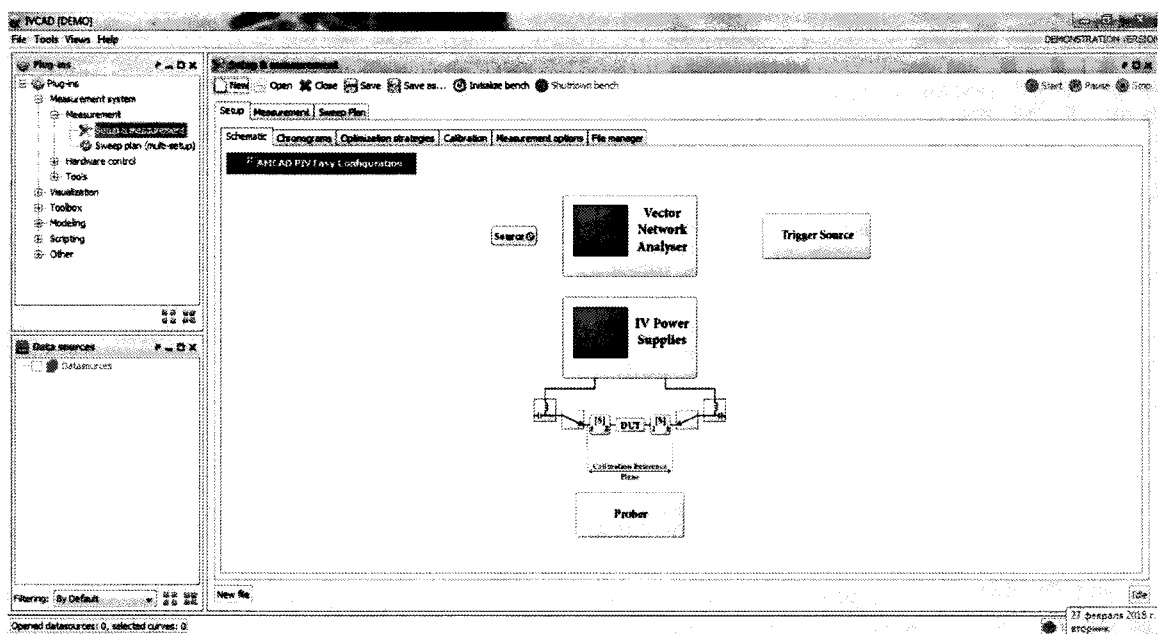 IVCAD [DEMO]
File Tools Views Help
DEMONSTRATION VERSION
Plug-ins
Plug-ins
Measurement system
Measurement
Setup & measurement
Sweep plan (multi-setup)
Hardware control
Tools
Visualization
Toolbox
Modeling
Scripting
Other
Data sources
Datasources
Filtering: By Default
Opened datasources: 0, selected curves: 0
Setup & measurement
New Open Close Save Save as... Initialize bench Shutdown bench
Start Pause Stop
Setup Measurement Sweep Plan
Schematic Chronograms Optimization strategies Calibration Measurement options File manager
AMCAD PIV Easy Configuration
Source
Vector
Network
Analyser
Trigger Source
IV Power
Supplies
[S] DUT [S]
Calibration Reference
Plane
Prober
New file
Idle
27 февраля 2018 г.
вторник